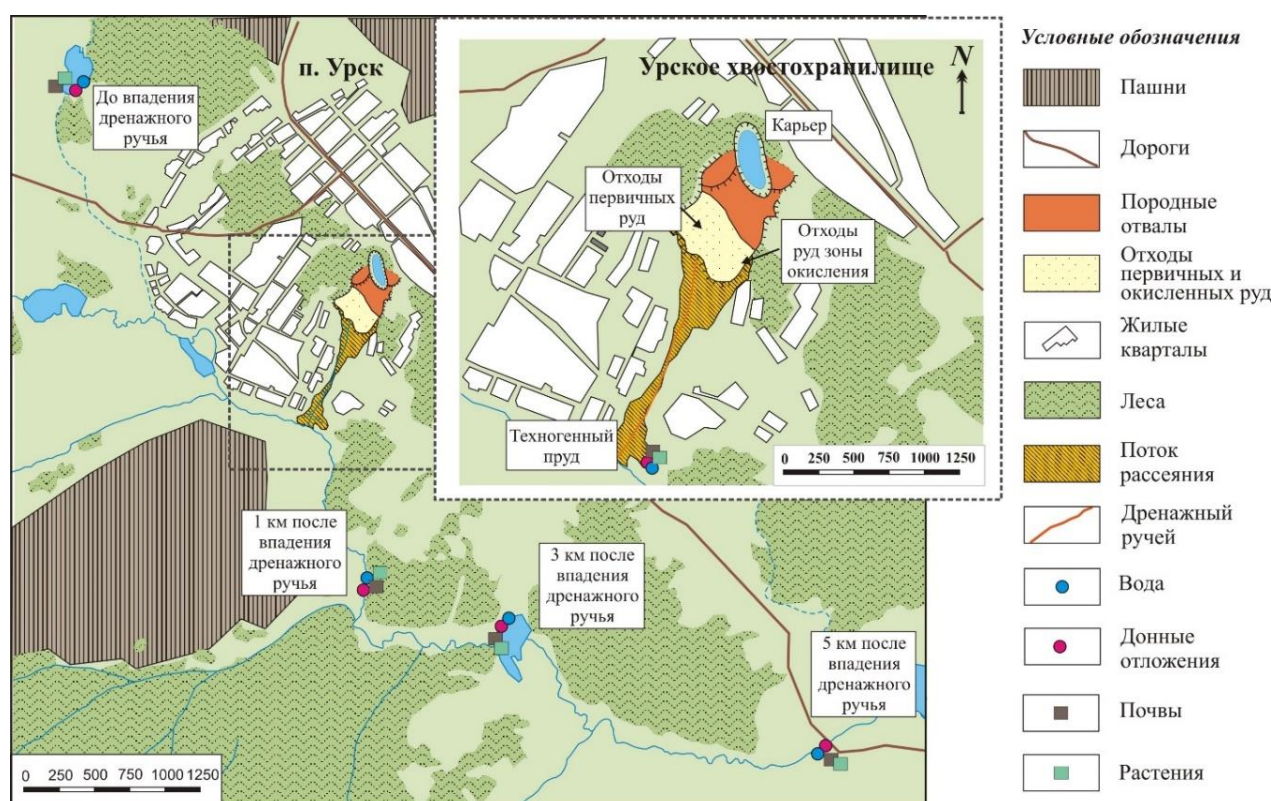 п. Урск
До впадения
дренажного
ручья
Урское хвостохранилище
N
Карьер
Отходы
первичных
руд
Отходы
руд зоны
окисления
Техногенный
пруд
0 250 500 750 1000 1250
1 км после
впадения
дренажного
ручья
3 км после
впадения
дренажного
ручья
5 км после
впадения
дренажного
ручья
0 250 500 750 1000 1250
Условные обозначения
Пашни
Дороги
Породные
отвалы
Отходы
первичных и
окисленных руд
Жилые
кварталы
Леса
Поток
рассеяния
Дренажный
ручей
Вода
Донные
отложения
Почвы
Растения